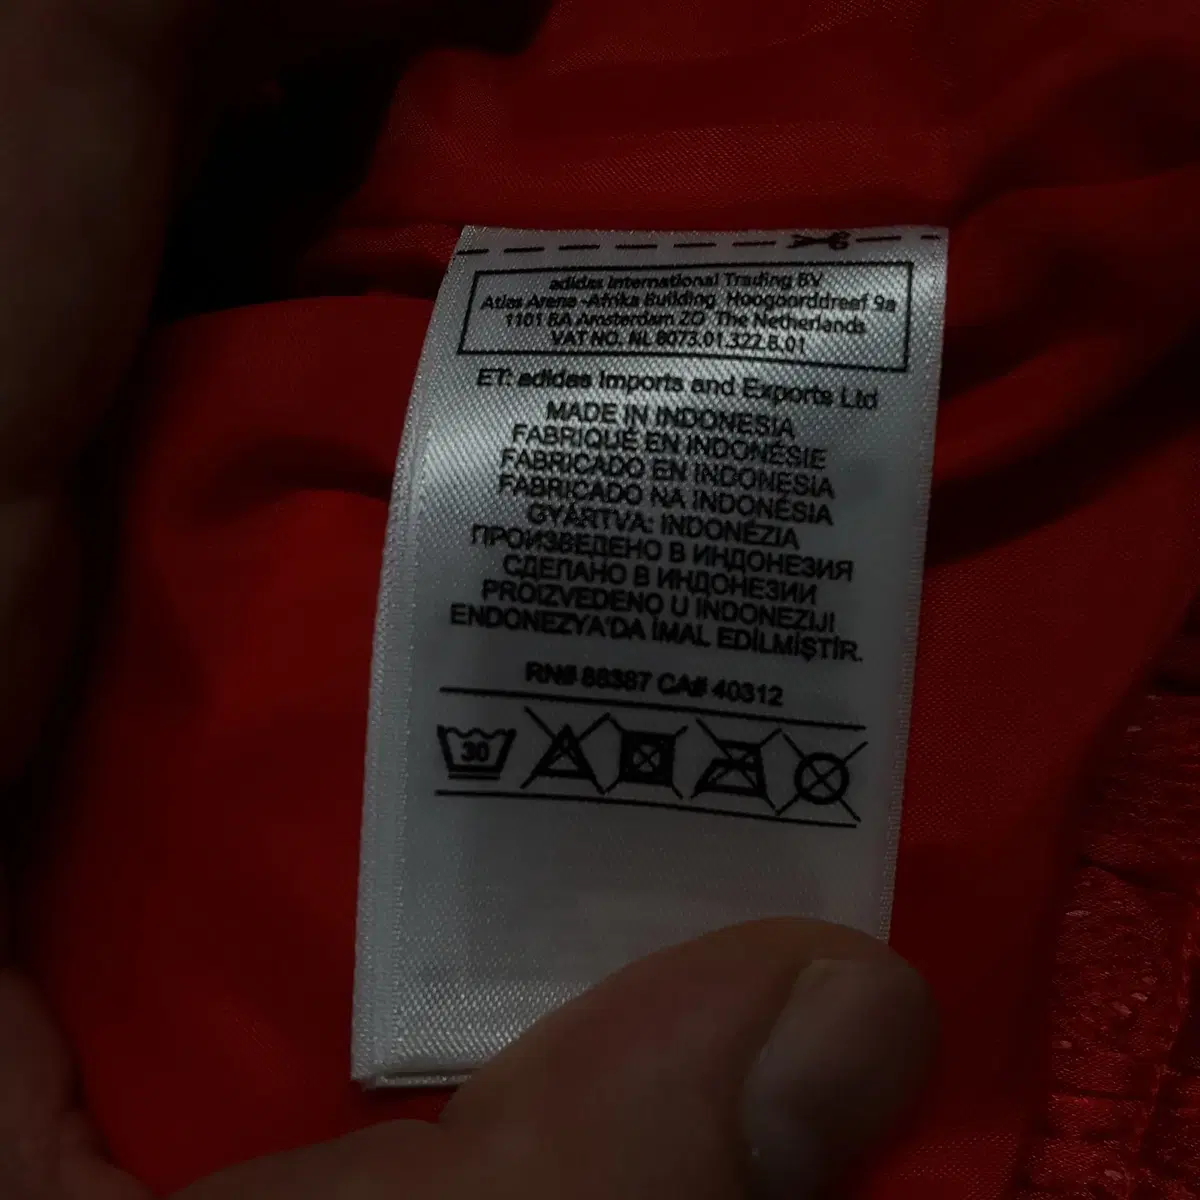 adidas International Trading BV
Atlas Arena -Afrika Building, Hoogoorddreef 9a
1101 BA Amsterdam ZO, The Netherlands
VAT NO. NL 8073.01.322.B.01
ET: adidas Imports and Exports Ltd
MADE IN INDONESIA
FABRIQUÉ EN INDONÉSIE
FABRICADO EN INDONESIA
FABRICADO NA INDONÉSIA
GYÁRTVA: INDONÉZIA
ПРОИЗВЕДЕНО В ИНДОНЕЗИЯ
СДЕЛАНО В ИНДОНЕЗИИ
PROIZVEDENO U INDONEZIJI
ENDONEZYA'DA İMAL EDİLMİŞTİR.
RN# 88387 CA# 40312
30